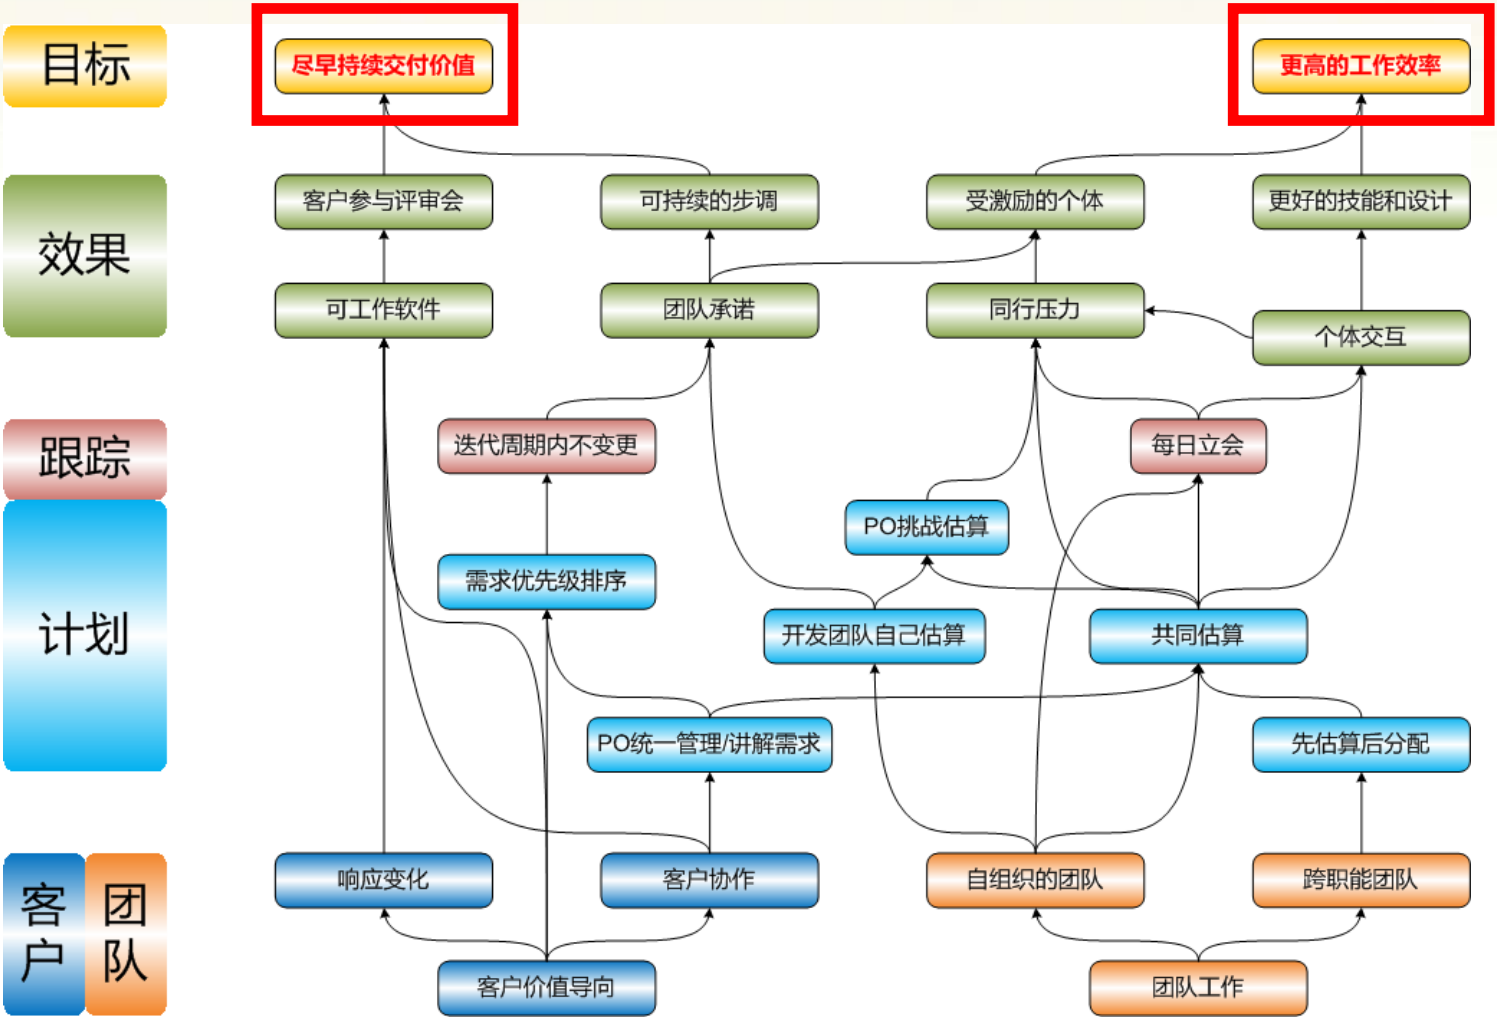 目标
尽早持续交付价值
更高的工作效率
效果
客户参与评审会
可持续的步调
受激励的个体
更好的技能和设计
可工作软件
团队承诺
同行压力
个体交互
跟踪
迭代周期内不变更
每日立会
计划
PO挑战估算
需求优先级排序
开发团队自己估算
共同估算
PO统一管理/讲解需求
先估算后分配
客户
团队
响应变化
客户协作
自组织的团队
跨职能团队
客户价值导向
团队工作